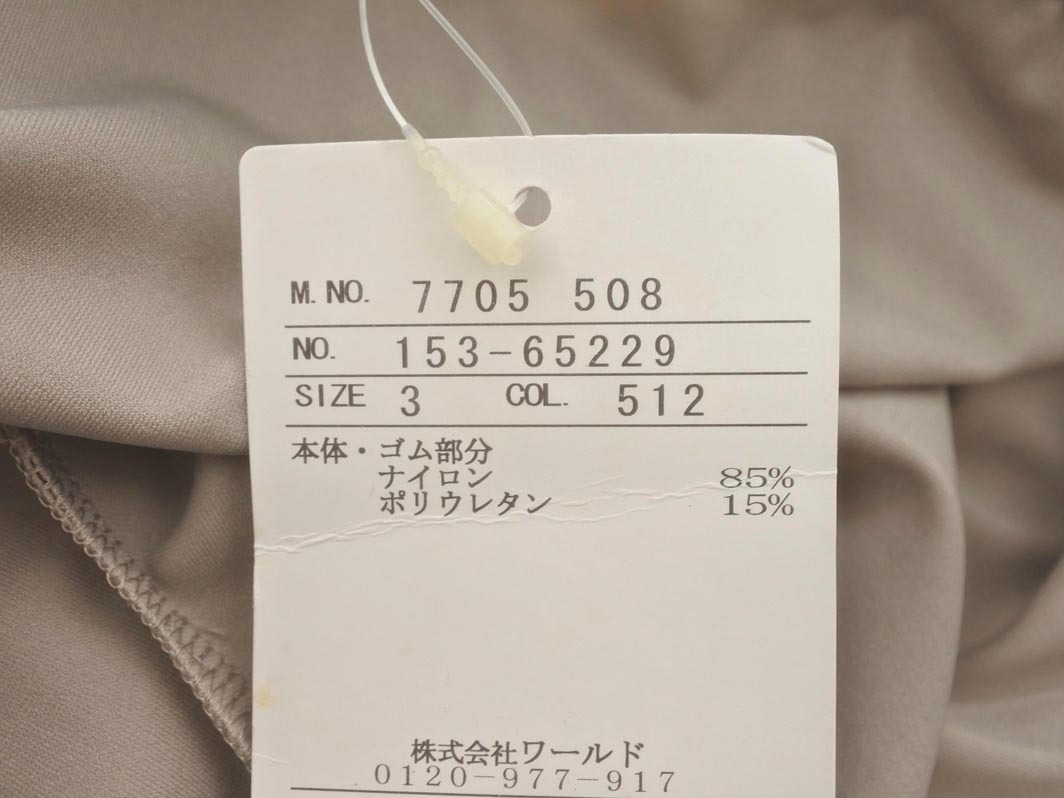 M. NO. 7705 508
NO. 153-65229
SIZE 3 COL. 512
本体・ゴム部分
ナイロン 85%
ポリウレタン 15%
株式会社ワールド
0120-977-917